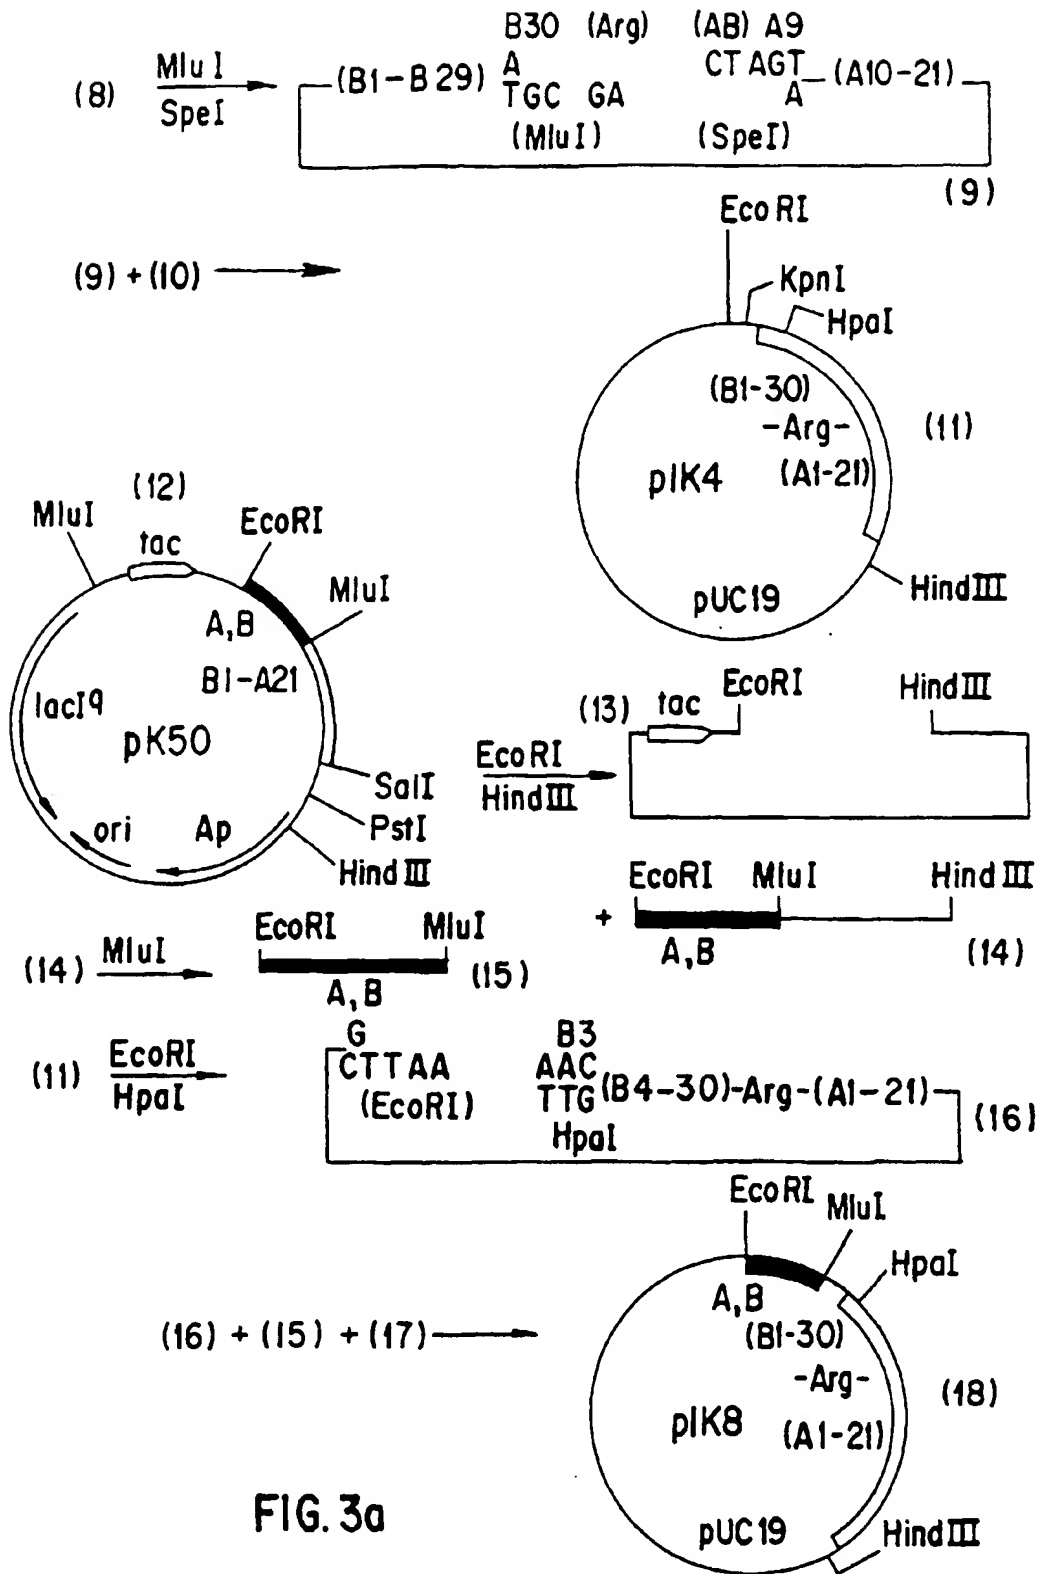 B30 (Arg) (AB) A9
(8) MluI (B1-B29) A CTAGT (A10-21)
SpeI TGC GA A
(MluI) (SpeI)
(9)
EcoRI
(9) + (10)
KpnI
HpaI
(B1-30)
-Arg- (11)
pIK4 (A1-21)
(12)
MluI EcoRI
tac
MluI
HindIII
pUC19
A,B
B1-A21
lacIq
pK50
(13) tac EcoRI HindIII
EcoRI
HindIII
SalI
PstI
ori Ap
HindIII
EcoRI MluI HindIII
+
A,B (14)
(14) MluI EcoRI MluI (15)
A,B
G B3
(11) EcoRI CTTAA AAC
HpaI (EcoRI) TTG (B4-30)-Arg-(A1-21) (16)
HpaI
EcoRI
MluI
HpaI
A,B
(16) + (15) + (17) (B1-30)
-Arg- (18)
pIK8 (A1-21)
FIG. 3a
pUC19
HindIII